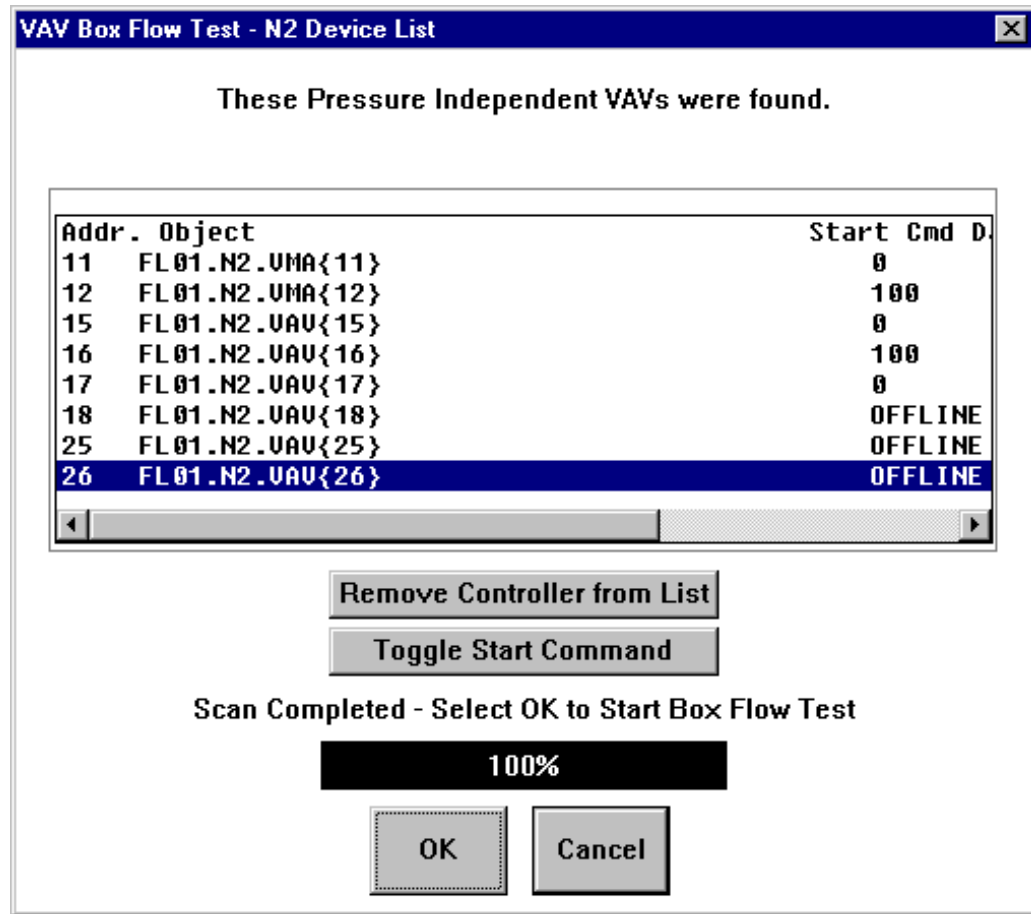 VAV Box Flow Test - N2 Device List
These Pressure Independent VAVs were found.
Addr. Object Start Cmd D.
11 FL01.N2.VMA{11} 0
12 FL01.N2.VMA{12} 100
15 FL01.N2.VAV{15} 0
16 FL01.N2.VAV{16} 100
17 FL01.N2.VAV{17} 0
18 FL01.N2.VAV{18} OFFLINE
25 FL01.N2.VAV{25} OFFLINE
26 FL01.N2.VAV{26} OFFLINE
Remove Controller from List
Toggle Start Command
Scan Completed - Select OK to Start Box Flow Test
100%
OK Cancel